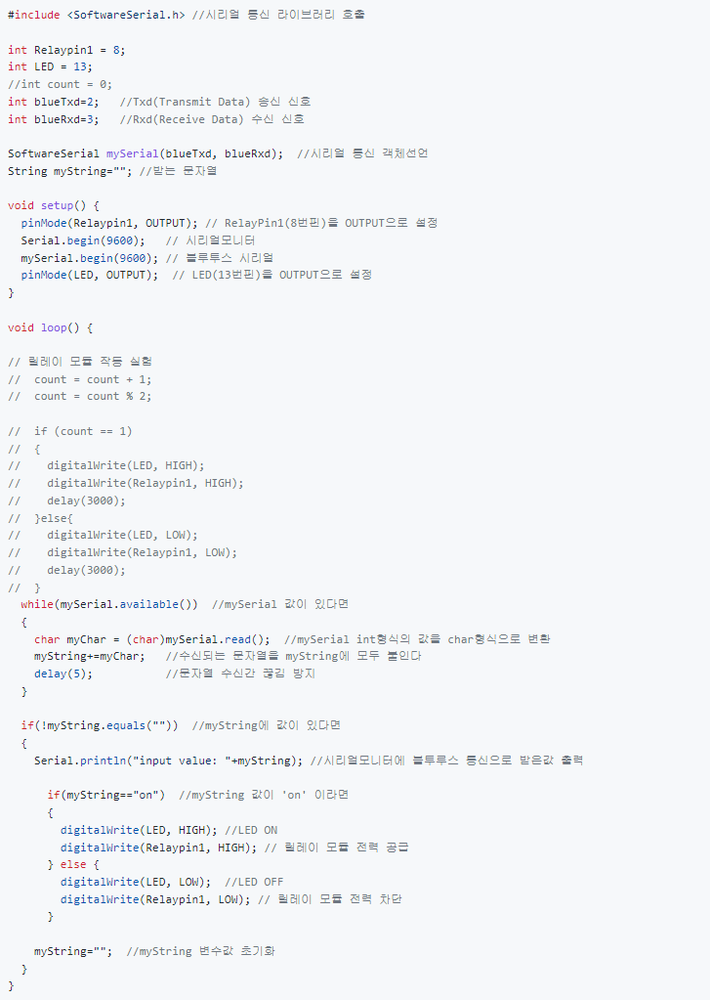 #include <SoftwareSerial.h> //시리얼 통신 라이브러리 호출
int Relaypin1 = 8;
int LED = 13;
//int count = 0;
int blueTxd=2;   //Txd(Transmit Data) 송신 신호
int blueRxd=3;   //Rxd(Receive Data) 수신 신호
SoftwareSerial mySerial(blueTxd, blueRxd);  //시리얼 통신 객체선언
String myString=""; //받는 문자열
void setup() {
  pinMode(Relaypin1, OUTPUT); // RelayPin1(8번핀)을 OUTPUT으로 설정
  Serial.begin(9600);   // 시리얼모니터
  mySerial.begin(9600); // 블루투스 시리얼
  pinMode(LED, OUTPUT);  // LED(13번핀)을 OUTPUT으로 설정
}
void loop() {
// 릴레이 모듈 작동 실험
//  count = count + 1;
//  count = count % 2;
//  if (count == 1)
//  {
//    digitalWrite(LED, HIGH);
//    digitalWrite(Relaypin1, HIGH);
//    delay(3000);
//  }else{
//    digitalWrite(LED, LOW);
//    digitalWrite(Relaypin1, LOW);
//    delay(3000);
//  }
  while(mySerial.available())  //mySerial 값이 있다면
  {
    char myChar = (char)mySerial.read();  //mySerial int형식의 값을 char형식으로 변환
    myString+=myChar;   //수신되는 문자열을 myString에 모두 붙인다
    delay(5);           //문자열 수신간 끊김 방지
  }
  if(!myString.equals(""))  //myString에 값이 있다면
  {
    Serial.println("input value: "+myString); //시리얼모니터에 블투루스 통신으로 받은값 출력
      if(myString=="on")  //myString 값이 'on' 이라면
      {
        digitalWrite(LED, HIGH); //LED ON
        digitalWrite(Relaypin1, HIGH); // 릴레이 모듈 전력 공급
      } else {
        digitalWrite(LED, LOW);  //LED OFF
        digitalWrite(Relaypin1, LOW); // 릴레이 모듈 전력 차단
      }
    myString="";  //myString 변수값 초기화
  }
}